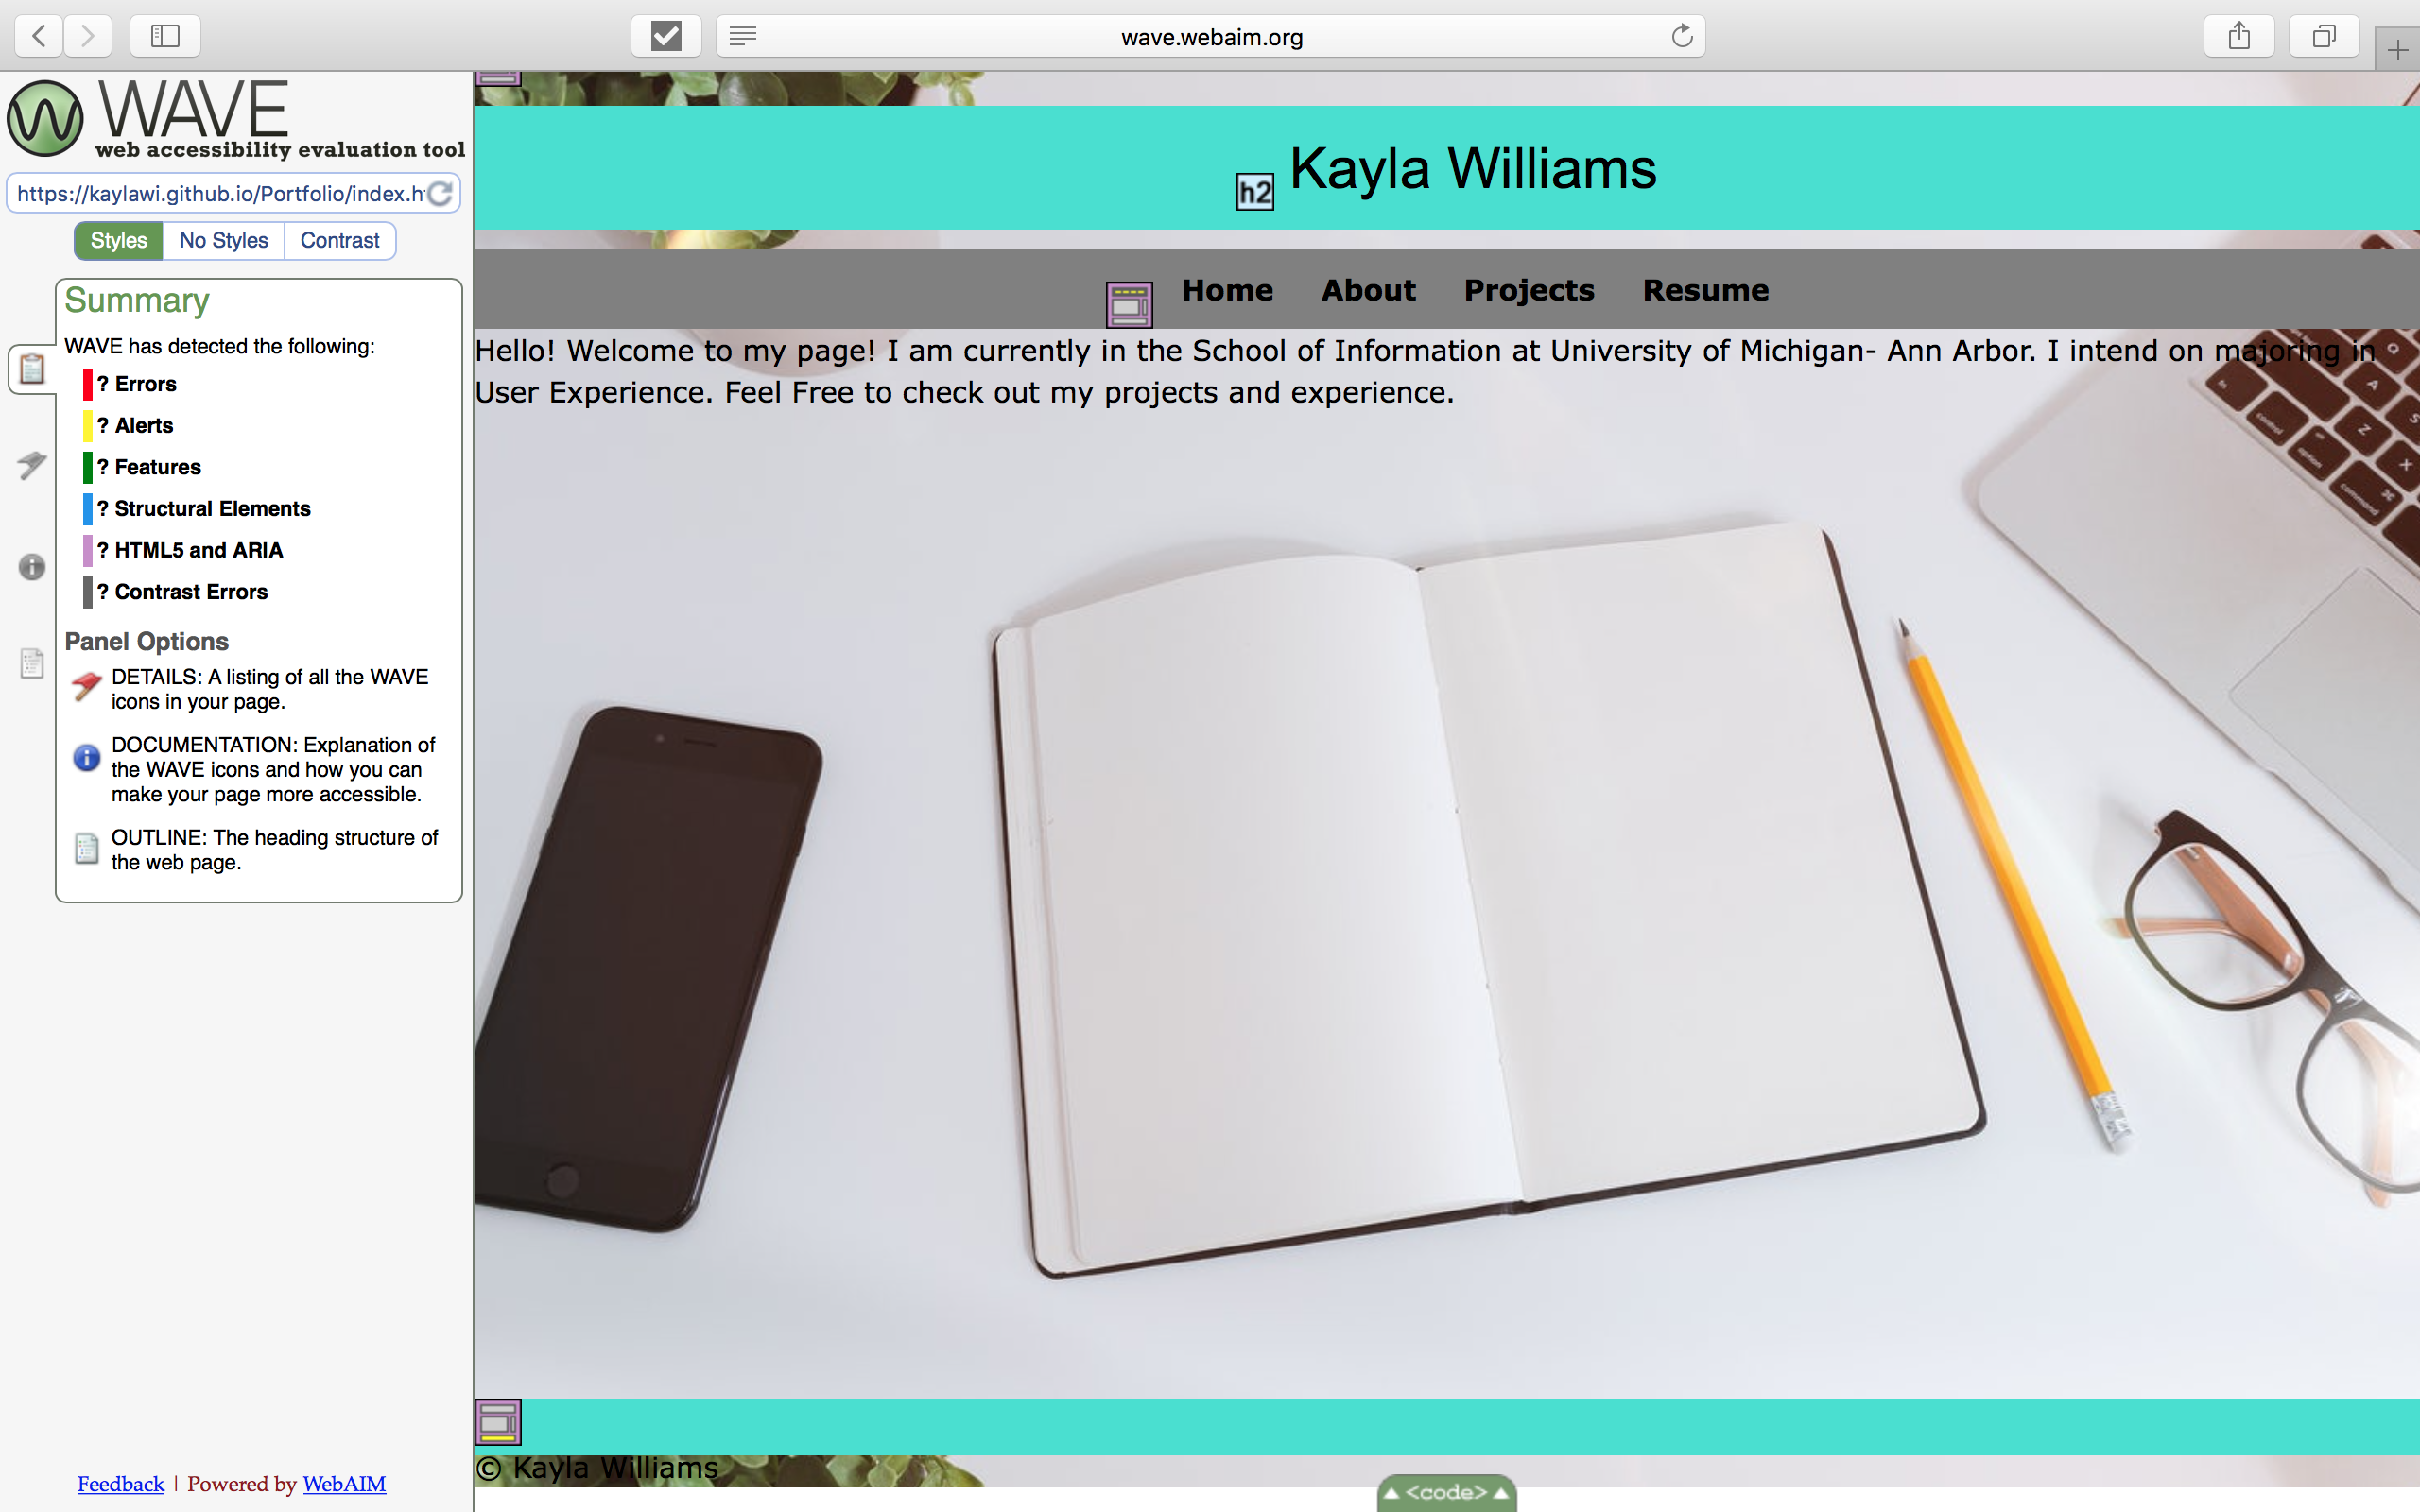 wave.webaim.org
WAVE
web accessibility evaluation tool
https://kaylawi.github.io/Portfolio/index.h
Styles No Styles Contrast
Summary
WAVE has detected the following:
? Errors
? Alerts
? Features
? Structural Elements
? HTML5 and ARIA
? Contrast Errors
Panel Options
DETAILS: A listing of all the WAVE
icons in your page.
DOCUMENTATION: Explanation of
the WAVE icons and how you can
make your page more accessible.
OUTLINE: The heading structure of
the web page.
Feedback | Powered by WebAIM
h2 Kayla Williams
Home About Projects Resume
Hello! Welcome to my page! I am currently in the School of Information at University of Michigan- Ann Arbor. I intend on majoring in
User Experience. Feel Free to check out my projects and experience.
fn
control
option
command
A
S
Z
X
© Kayla Williams
<code>